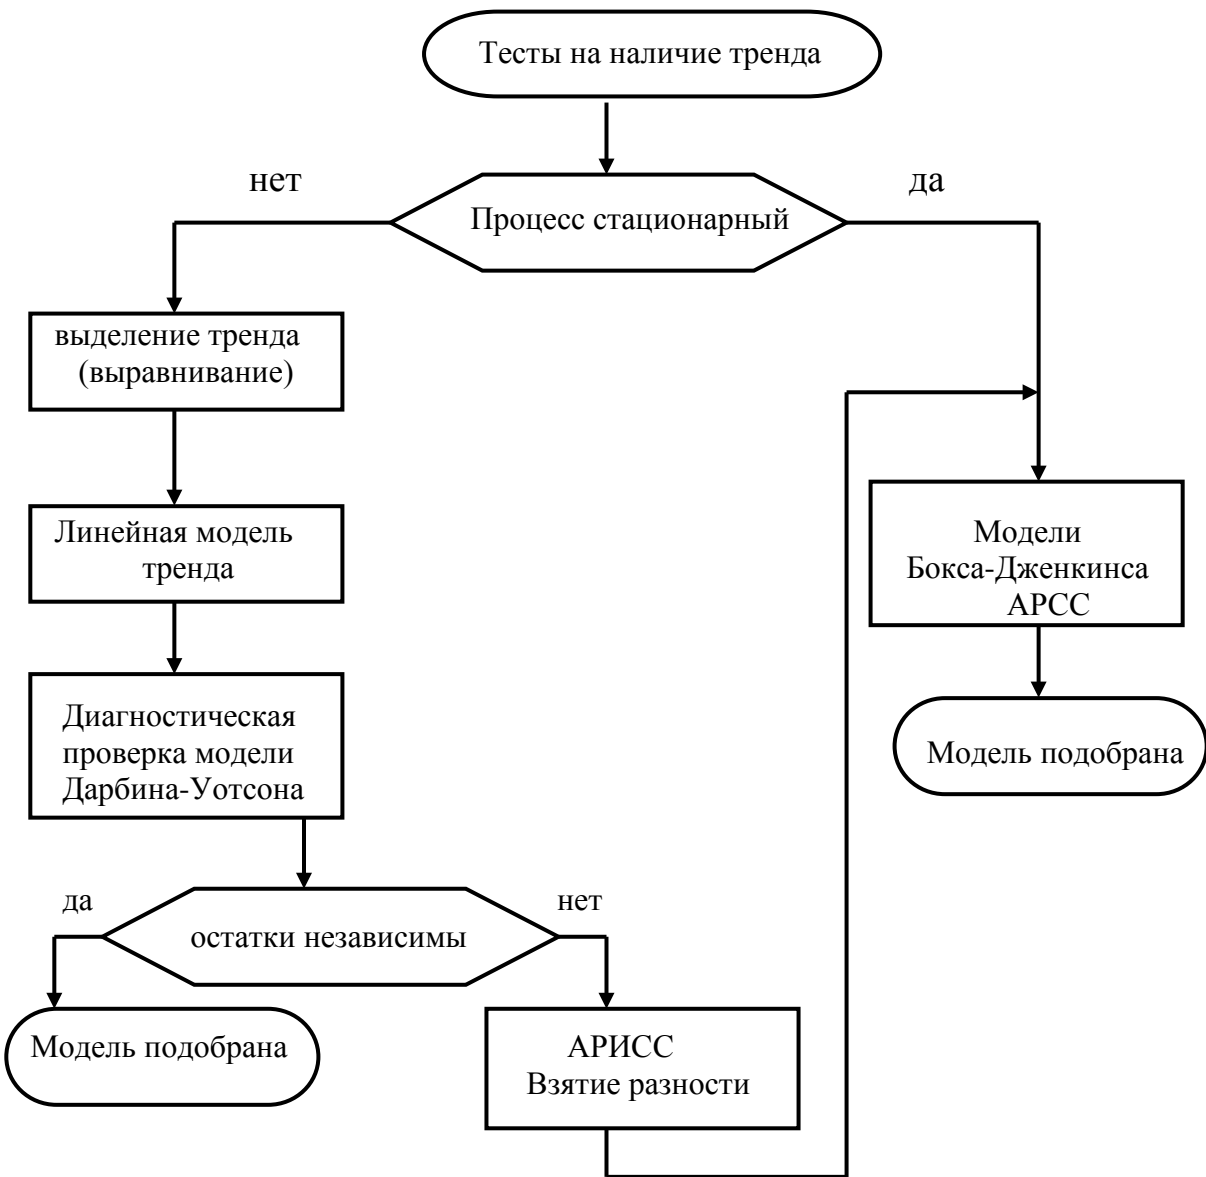 Тесты на наличие тренда
нет
да
Процесс стационарный
выделение тренда
(выравнивание)
Линейная модель
тренда
Модели
Бокса-Дженкинса
АРСС
Диагностическая
проверка модели
Дарбина-Уотсона
Модель подобрана
да
нет
остатки независимы
Модель подобрана
АРИСС
Взятие разности